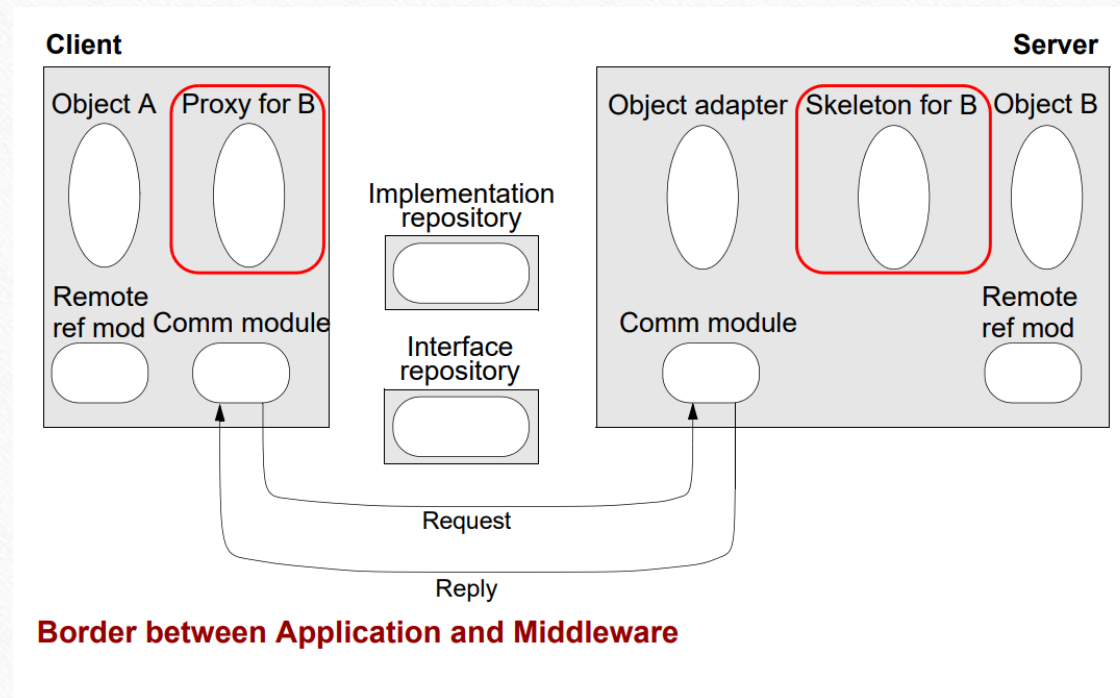 Client
Server
Object A
Proxy for B
Object adapter
Skeleton for B
Object B
Implementation
repository
Remote
ref mod
Comm module
Interface
repository
Comm module
Remote
ref mod
Request
Reply
Border between Application and Middleware